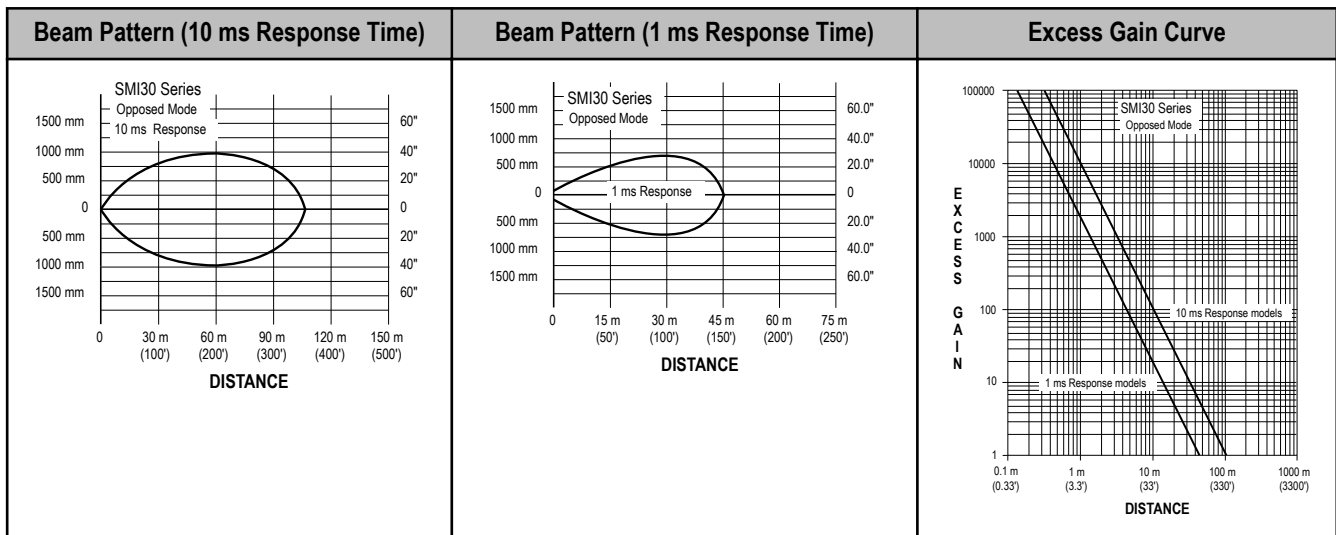 Beam Pattern (10 ms Response Time)
SMI30 Series
Opposed Mode
10 ms Response
1500 mm
1000 mm
500 mm
0
500 mm
1000 mm
1500 mm
60"
40"
20"
0
20"
40"
60"
0
30 m
(100')
60 m
(200')
90 m
(300')
120 m
(400')
150 m
(500')
DISTANCE
Beam Pattern (1 ms Response Time)
SMI30 Series
Opposed Mode
1 ms Response
1500 mm
1000 mm
500 mm
0
500 mm
1000 mm
1500 mm
60.0"
40.0"
20.0"
0
20.0"
40.0"
60.0"
0
15 m
(50')
30 m
(100')
45 m
(150')
60 m
(200')
75 m
(250')
DISTANCE
Excess Gain Curve
SMI30 Series
Opposed Mode
EXCESS GAIN
100000
10000
1000
100
10
1
10 ms Response models
1 ms Response models
0.1 m
(0.33')
1 m
(3.3')
10 m
(33')
100 m
(330')
1000 m
(3300')
DISTANCE